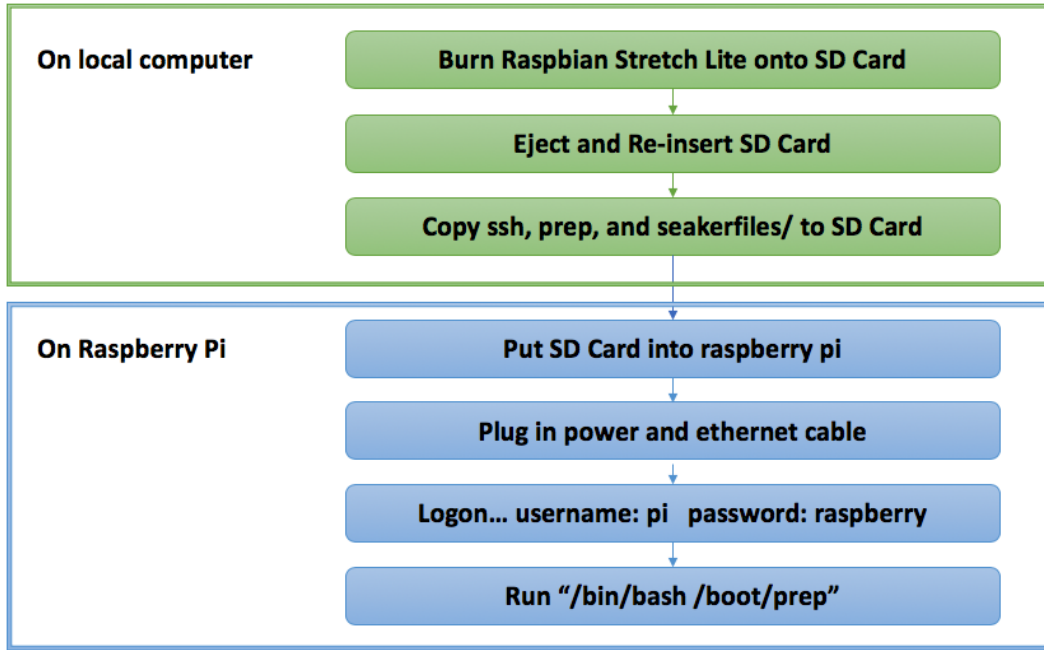 On local computer
Burn Raspbian Stretch Lite onto SD Card
Eject and Re-insert SD Card
Copy ssh, prep, and seakerfiles/ to SD Card
On Raspberry Pi
Put SD Card into raspberry pi
Plug in power and ethernet cable
Logon… username: pi   password: raspberry
Run “/bin/bash /boot/prep”